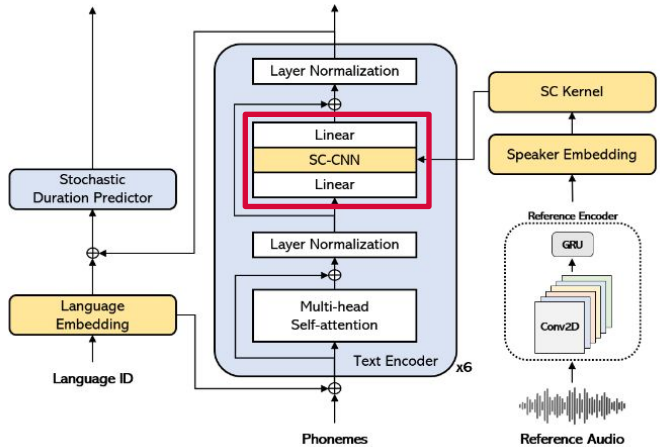 Layer Normalization
Linear
SC-CNN
Linear
Layer Normalization
Multi-head
Self-attention
Text Encoder
x6
Phonemes
Stochastic
Duration Predictor
Language
Embedding
Language ID
SC Kernel
Speaker Embedding
Reference Encoder
GRU
Conv2D
Reference Audio